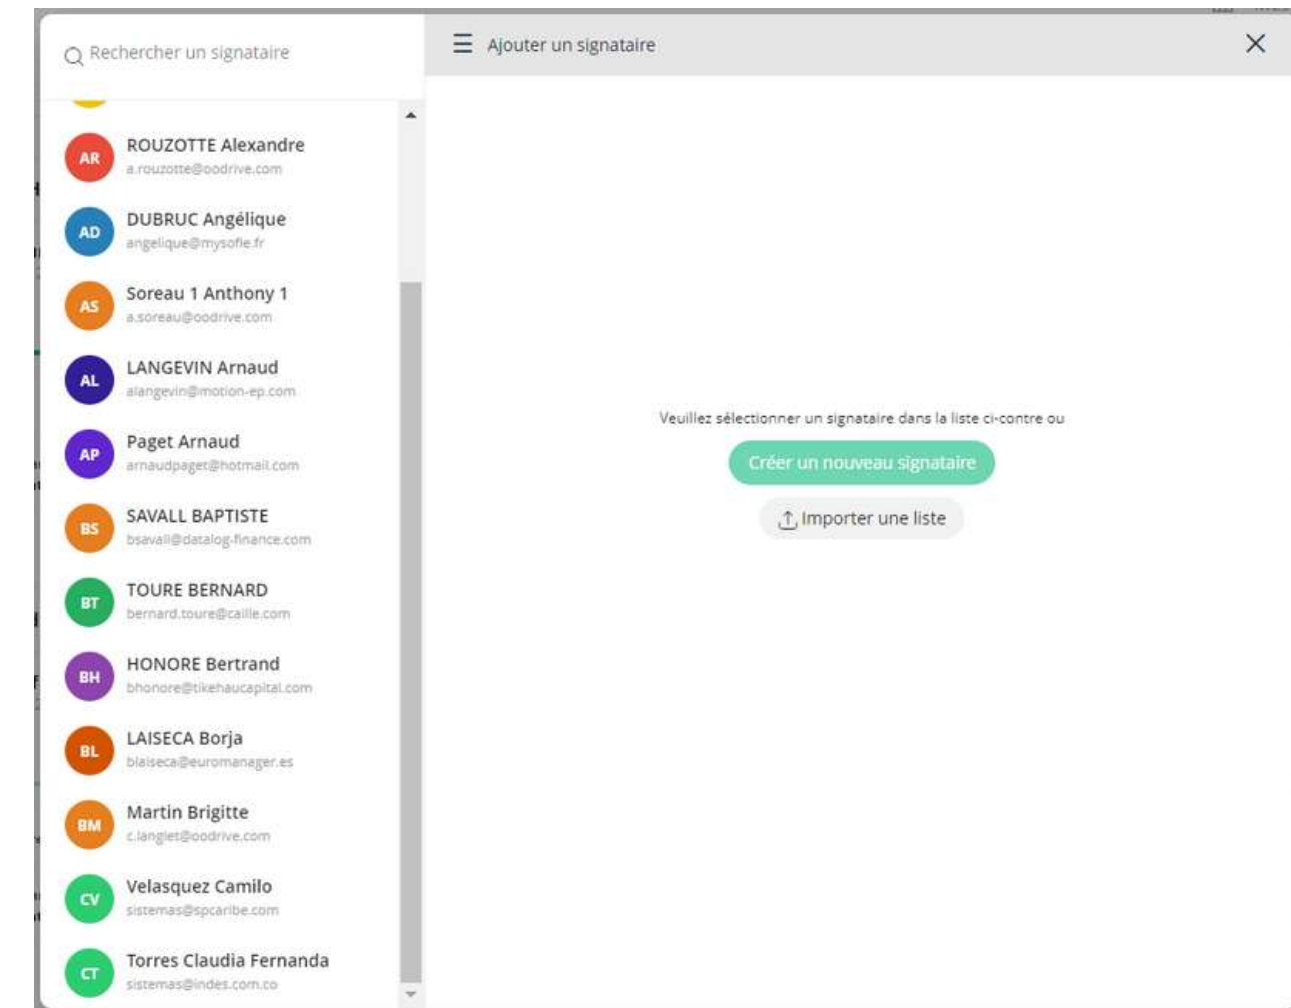 Rechercher un signataire
Ajouter un signataire
AR
ROUZOTTE Alexandre
a.rouzotte@oodrive.com
AD
DUBRUC Angélique
angelique@mysofie.fr
AS
Soreau 1 Anthony 1
a.soreau@oodrive.com
AL
LANGEVIN Arnaud
alangevin@motion-ep.com
AP
Paget Arnaud
arnaudpaget@hotmail.com
BS
SAVALL BAPTISTE
bsavall@datalog-finance.com
BT
TOURE BERNARD
bernard.toure@caille.com
BH
HONORE Bertrand
bhonore@tikehaucapital.com
BL
LAISECA Borja
blaiseca@euromanager.es
BM
Martin Brigitte
c.langlet@oodrive.com
CV
Velasquez Camilo
sistemas@spcaribe.com
CT
Torres Claudia Fernanda
sistemas@indes.com.co
Veuillez sélectionner un signataire dans la liste ci-contre ou
Créer un nouveau signataire
Importer une liste